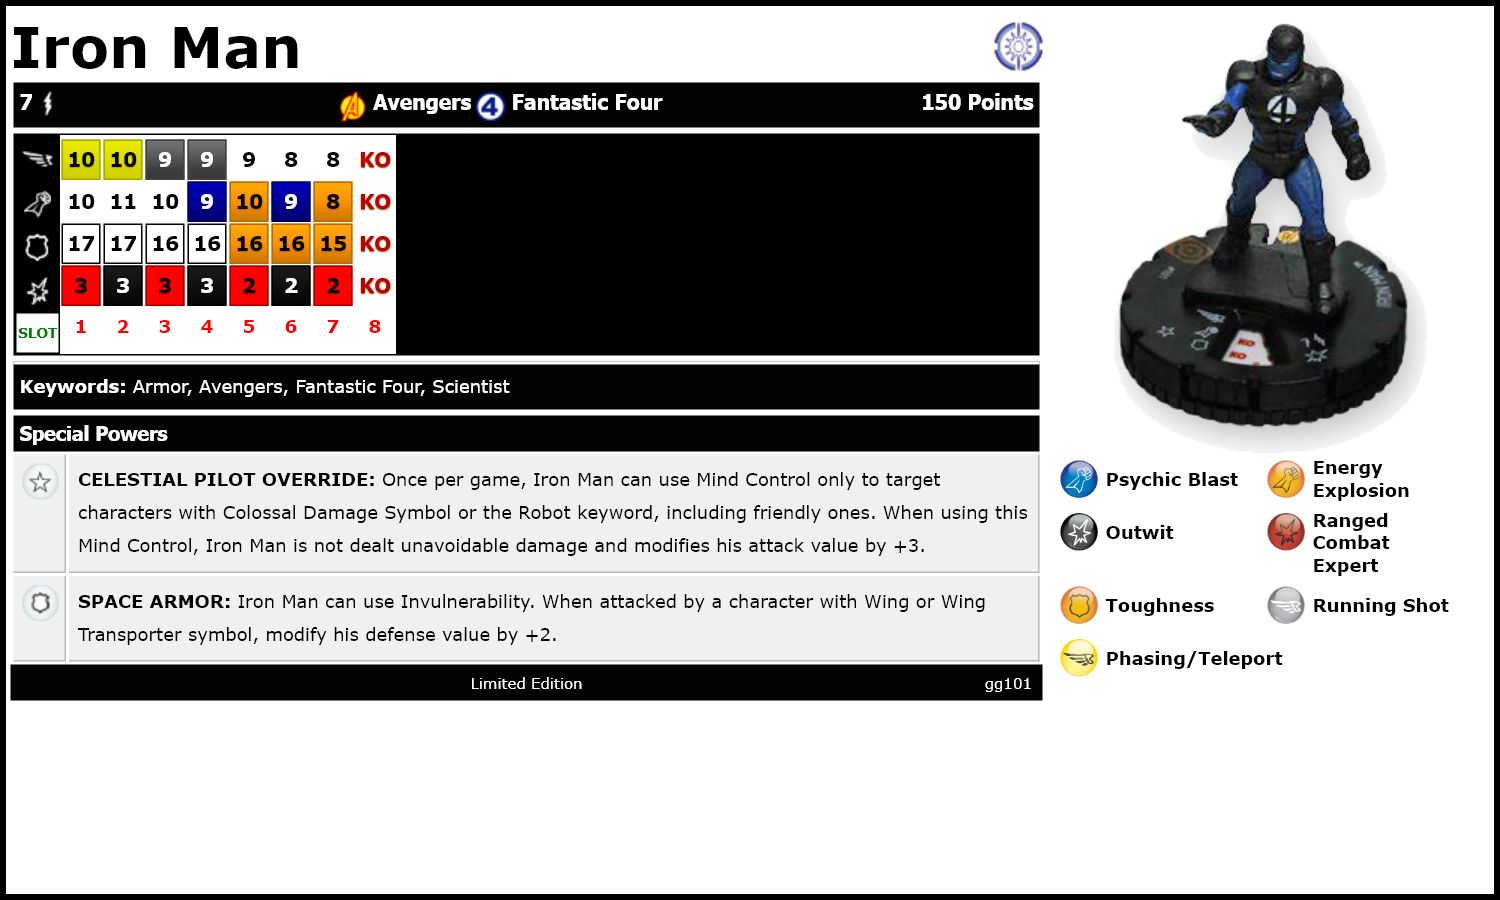 Iron Man
7 Avengers 4 Fantastic Four 150 Points
10 10 9 9 9 8 8 KO
10 11 10 9 10 9 8 KO
17 17 16 16 16 16 15 KO
3 3 3 3 2 2 2 KO
SLOT 1 2 3 4 5 6 7 8
Keywords: Armor, Avengers, Fantastic Four, Scientist
Special Powers
CELESTIAL PILOT OVERRIDE: Once per game, Iron Man can use Mind Control only to target
characters with Colossal Damage Symbol or the Robot keyword, including friendly ones. When using this
Mind Control, Iron Man is not dealt unavoidable damage and modifies his attack value by +3.
SPACE ARMOR: Iron Man can use Invulnerability. When attacked by a character with Wing or Wing
Transporter symbol, modify his defense value by +2.
Limited Edition gg101
4
IRON MAN
KO
KO
Psychic Blast
Energy
Explosion
Outwit
Ranged
Combat
Expert
Toughness
Running Shot
Phasing/Teleport